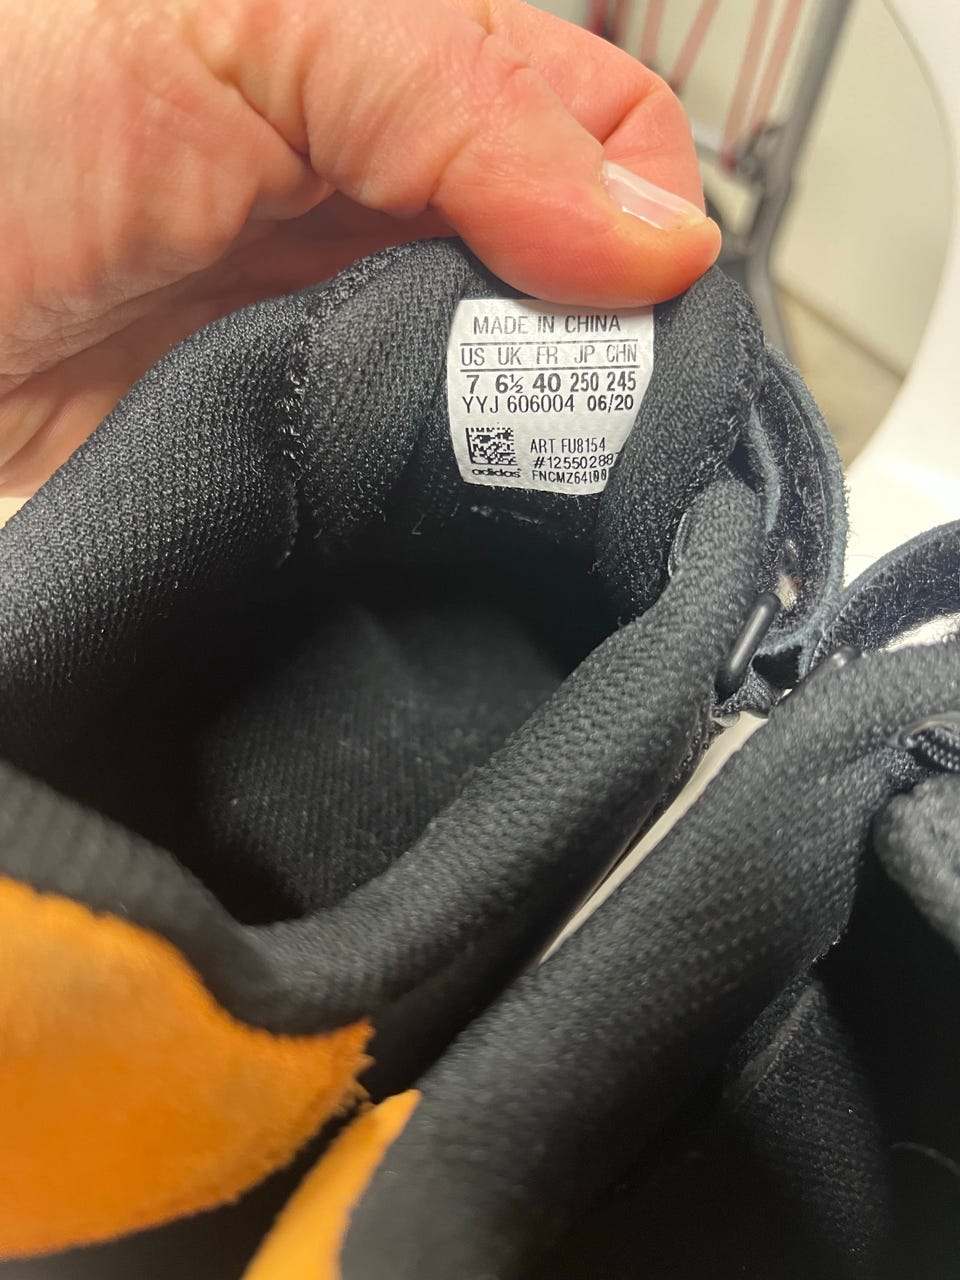 MADE IN CHINA
US UK FR JP CHN
7 6½ 40 250 245
YYJ 606004 06/20
ART FU8154
adidas